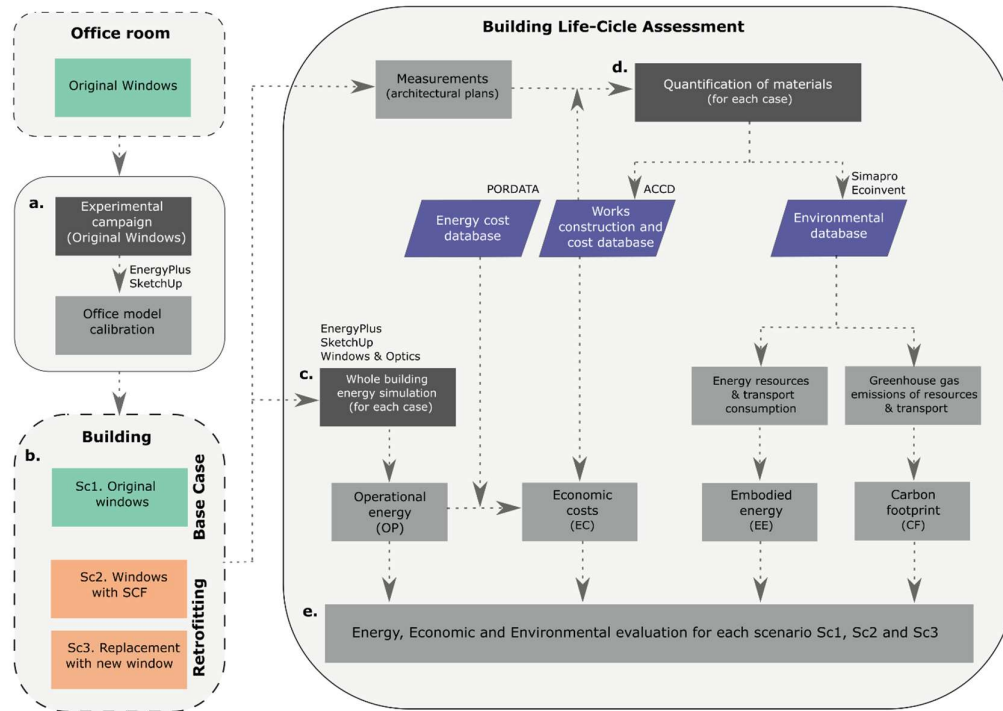 Office room
Original Windows
a.
Experimental
campaign
(Original Windows)
EnergyPlus
SketchUp
Office model
calibration
b.
Building
Sc1. Original
windows
Base Case
Sc2. Windows
with SCF
Sc3. Replacement
with new window
Retrofitting
Building Life-Cicle Assessment
Measurements
(architectural plans)
d.
Quantification of materials
(for each case)
PORDATA
Energy cost
database
ACCD
Works
construction and
cost database
Simapro
Ecoinvent
Environmental
database
EnergyPlus
SketchUp
Windows & Optics
c.
Whole building
energy simulation
(for each case)
Energy resources
& transport
consumption
Greenhouse gas
emissions of resources
& transport
Operational
energy
(OP)
Economic
costs
(EC)
Embodied
energy
(EE)
Carbon
footprint
(CF)
e.
Energy, Economic and Environmental evaluation for each scenario Sc1, Sc2 and Sc3